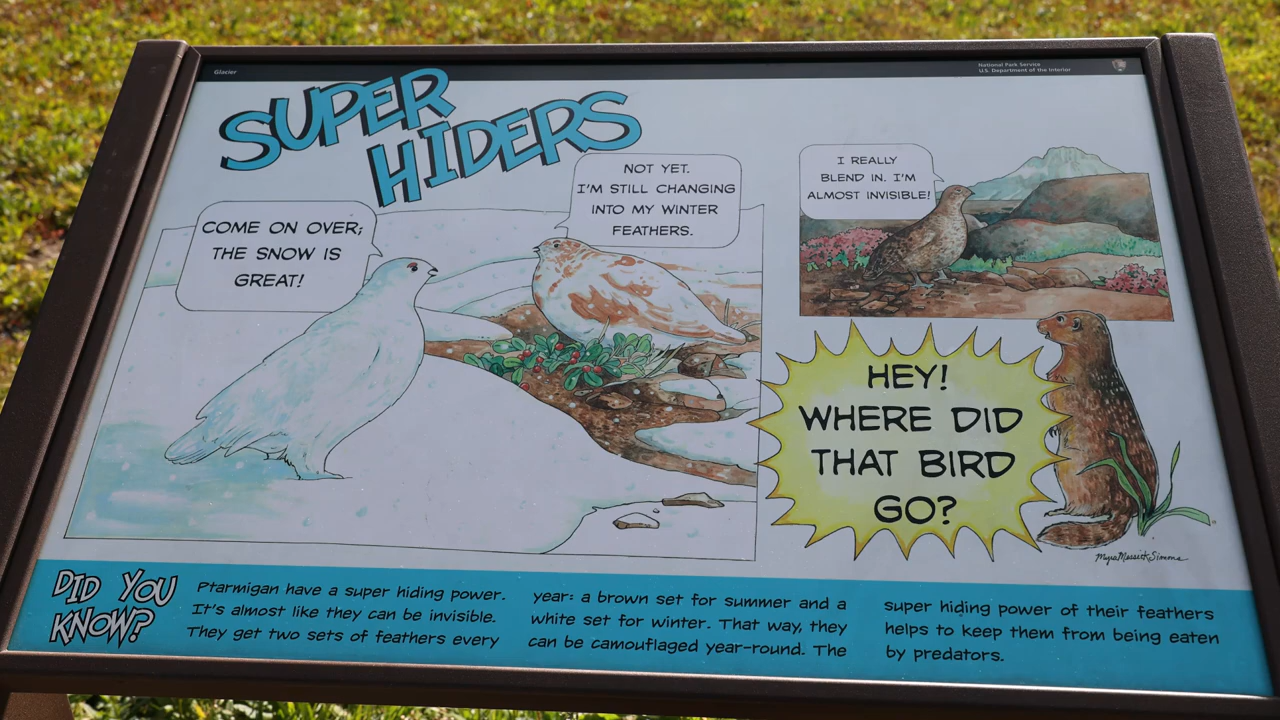 Glacier
National Park Service
U.S. Department of the Interior
SUPER
HIDERS
COME ON OVER;
THE SNOW IS
GREAT!
NOT YET.
I'M STILL CHANGING
INTO MY WINTER
FEATHERS.
I REALLY
BLEND IN. I'M
ALMOST INVISIBLE!
HEY!
WHERE DID
THAT BIRD
GO?
DID YOU
KNOW?
Ptarmigan have a super hiding power.
It's almost like they can be invisible.
They get two sets of feathers every
year: a brown set for summer and a
white set for winter. That way, they
can be camouflaged year-round. The
super hiding power of their feathers
helps to keep them from being eaten
by predators.